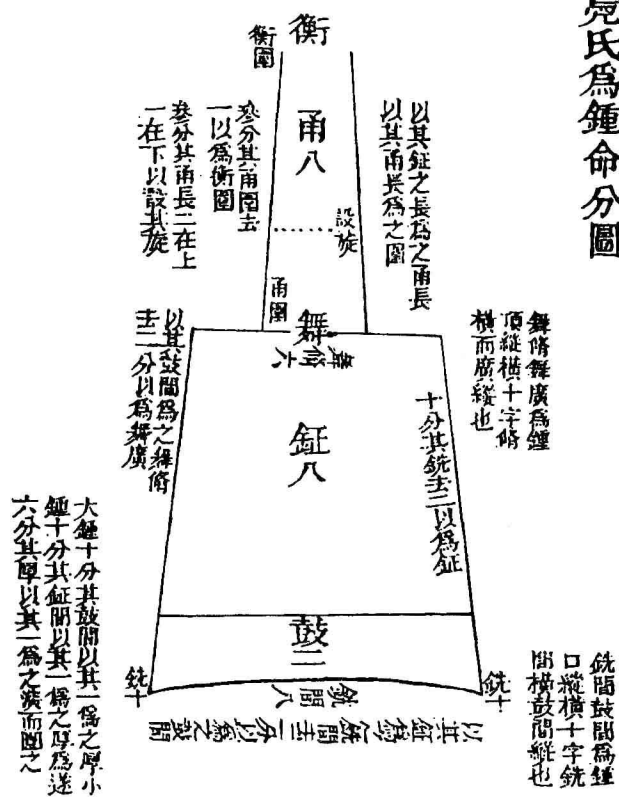 鳧氏為鍾命分圖
衡
衡圍
甬八
以其鉦之長為之甬長
以其甬長為之圍
參分其甬圍去
一以為衡圍
參分其甬長二在上
一在下以設其旋
設旋
甬圍
舞
舞脩六
以其鼓間為之舞脩
去二分以為舞廣
舞脩舞廣為鍾
頂縱橫十字脩
橫而廣縱也
鉦八
十分其銑去二以為鉦
鼓二
大鍾十分其鼓間以其一為之厚小
鍾十分其鉦間以其一為之厚為遂
六分其厚以其一為之深而圜之
銑十
銑十
銑間八
以其鉦為之銑間去二分以為之鼓間
銑間鼓間為鍾
口縱橫十字銑
間橫鼓間縱也